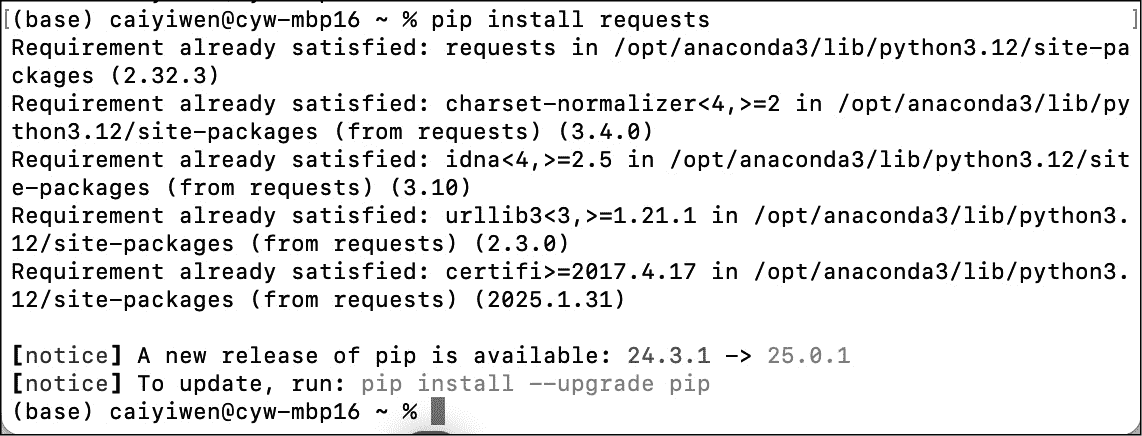 [(base) caiyiwen@cyw-mbp16 ~ % pip install requests ]
Requirement already satisfied: requests in /opt/anaconda3/lib/python3.12/site-pa
ckages (2.32.3)
Requirement already satisfied: charset-normalizer<4,>=2 in /opt/anaconda3/lib/py
thon3.12/site-packages (from requests) (3.4.0)
Requirement already satisfied: idna<4,>=2.5 in /opt/anaconda3/lib/python3.12/sit
e-packages (from requests) (3.10)
Requirement already satisfied: urllib3<3,>=1.21.1 in /opt/anaconda3/lib/python3.
12/site-packages (from requests) (2.3.0)
Requirement already satisfied: certifi>=2017.4.17 in /opt/anaconda3/lib/python3.
12/site-packages (from requests) (2025.1.31)

[notice] A new release of pip is available: 24.3.1 -> 25.0.1
[notice] To update, run: pip install --upgrade pip
(base) caiyiwen@cyw-mbp16 ~ %